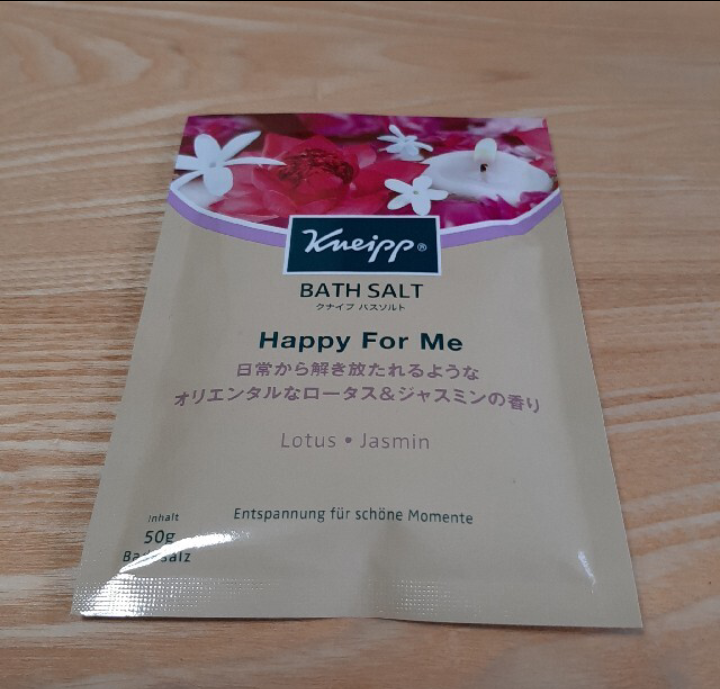 Kneipp®
BATH SALT
クナイプ バスソルト
Happy For Me
日常から解き放たれるような
オリエンタルなロータス&ジャスミンの香り
Lotus • Jasmin
Entspannung für schöne Momente
Inhalt
50g
Badesalz